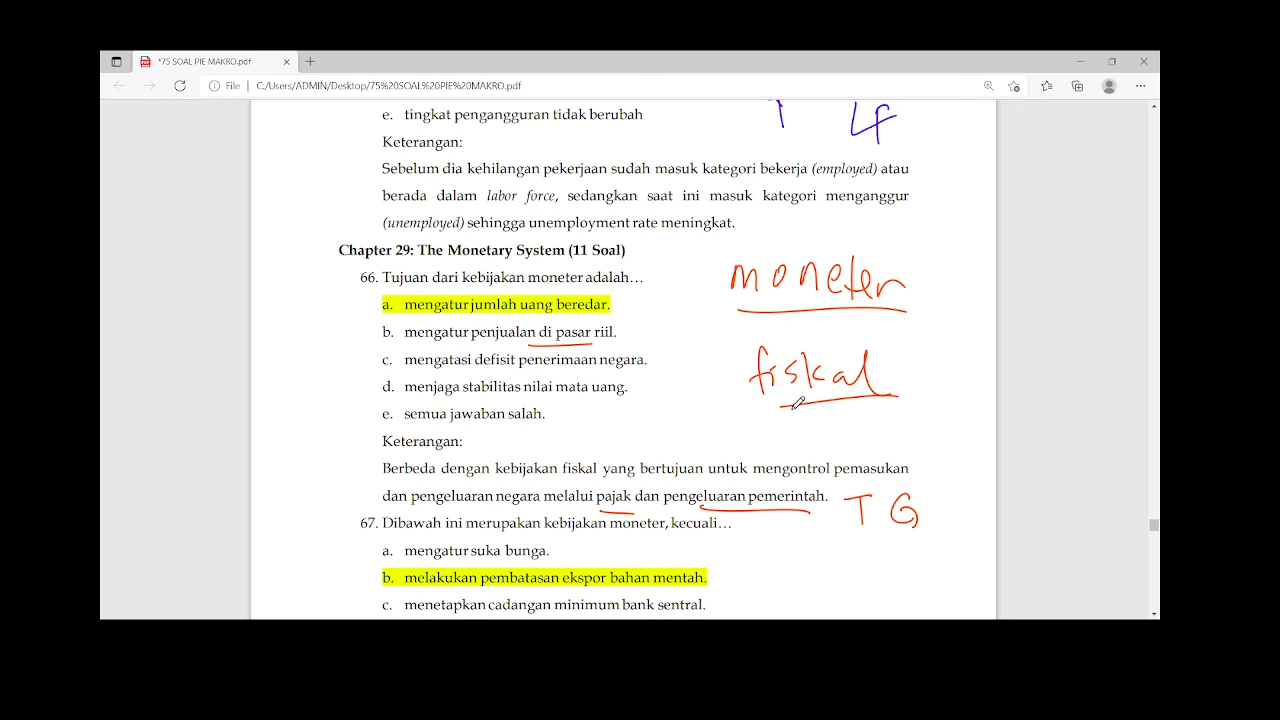 *75 SOAL PIE MAKRO.pdf
File C:/Users/ADMIN/Desktop/75%20SOAL%20PIE%20MAKRO.pdf
e. tingkat pengangguran tidak berubah
LF
Keterangan:
Sebelum dia kehilangan pekerjaan sudah masuk kategori bekerja (employed) atau
berada dalam labor force, sedangkan saat ini masuk kategori menganggur
(unemployed) sehingga unemployment rate meningkat.
Chapter 29: The Monetary System (11 Soal)
66. Tujuan dari kebijakan moneter adalah…
moneter
a. mengatur jumlah uang beredar.
b. mengatur penjualan di pasar riil.
c. mengatasi defisit penerimaan negara.
fiskal
d. menjaga stabilitas nilai mata uang.
e. semua jawaban salah.
Keterangan:
Berbeda dengan kebijakan fiskal yang bertujuan untuk mengontrol pemasukan
dan pengeluaran negara melalui pajak dan pengeluaran pemerintah.
T G
67. Dibawah ini merupakan kebijakan moneter, kecuali…
a. mengatur suka bunga.
b. melakukan pembatasan ekspor bahan mentah.
c. menetapkan cadangan minimum bank sentral.